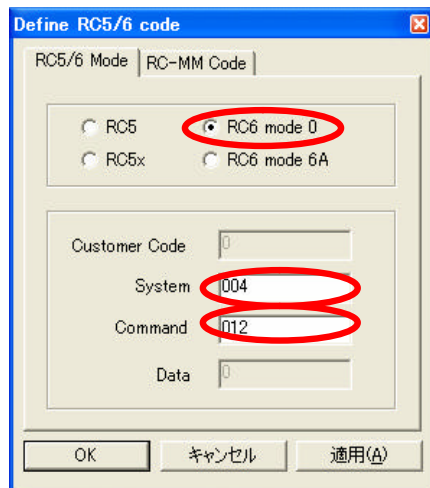 Define RC5/6 code
RC5/6 Mode RC-MM Code
RC5 RC6 mode 0
RC5x RC6 mode 6A
Customer Code 0
System 004
Command 012
Data 0
OK キャンセル 適用(A)